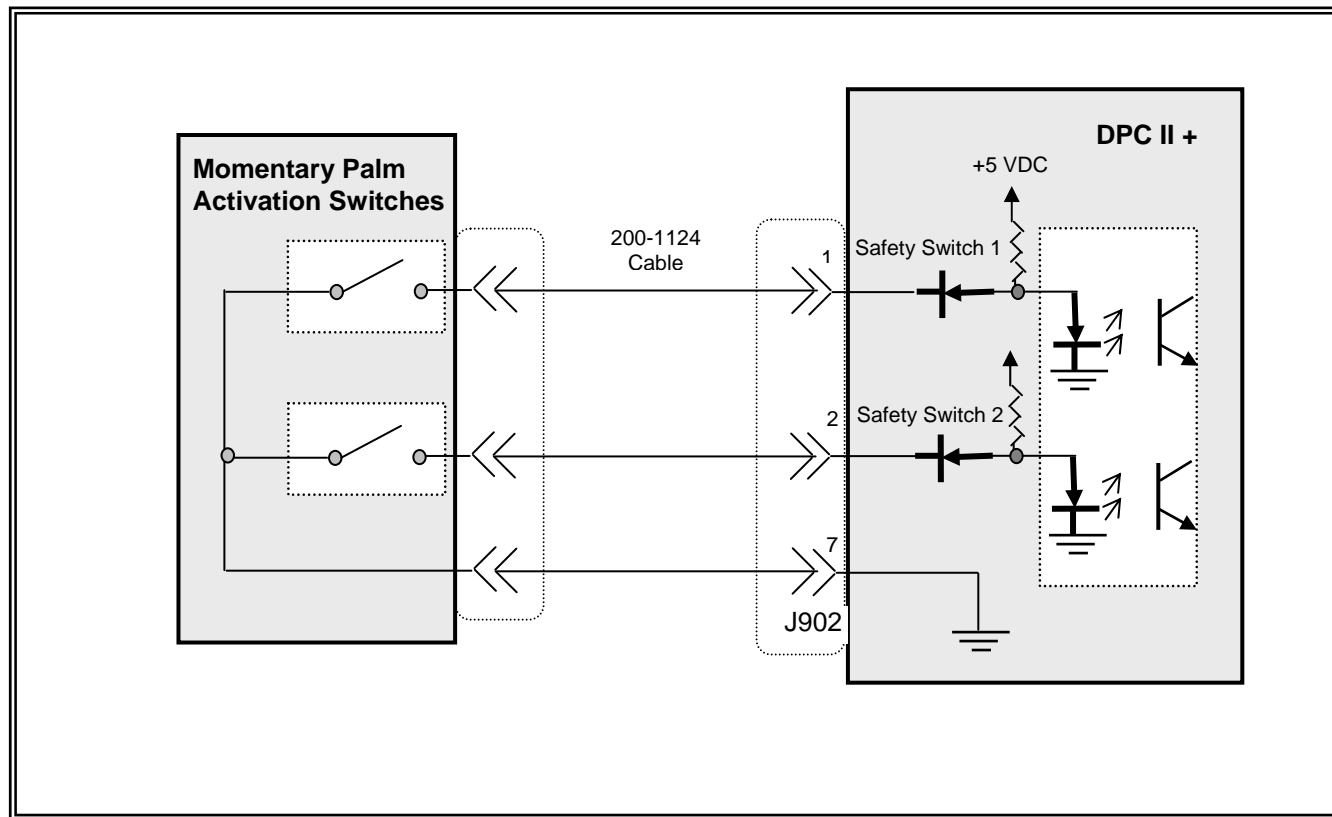 DPC II +
Momentary Palm
Activation Switches
+5 VDC
200-1124
Cable
1
Safety Switch 1
2
Safety Switch 2
7
J902